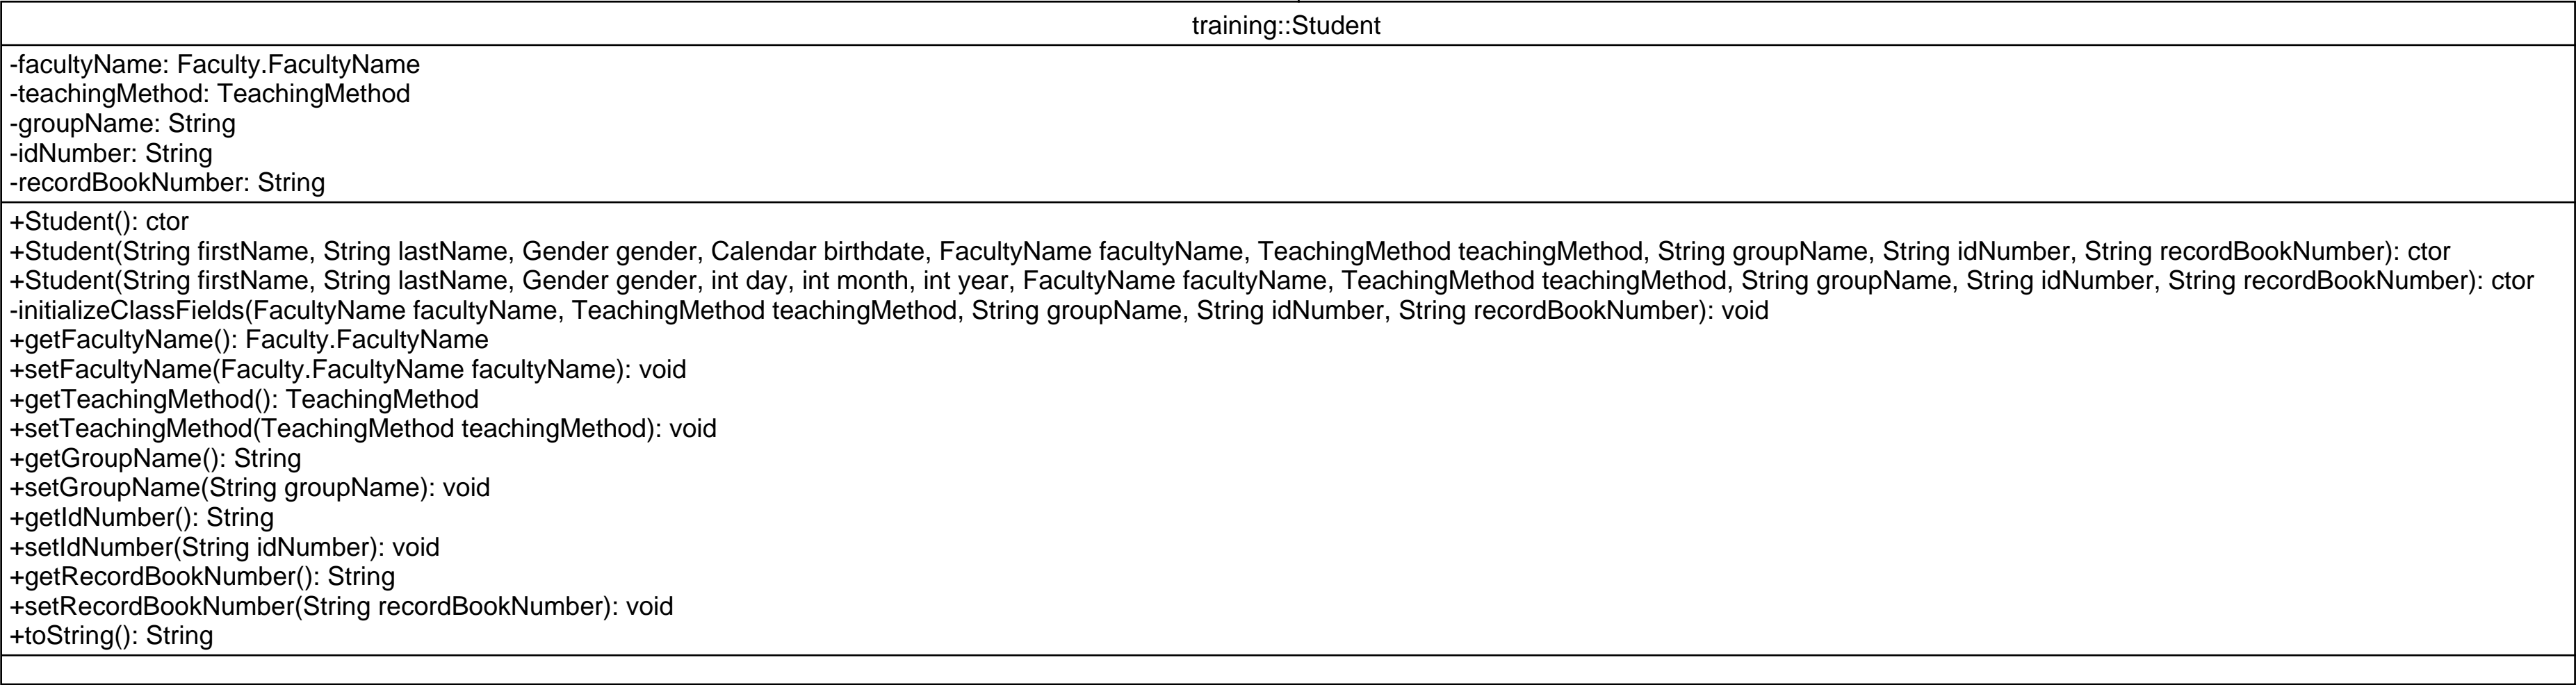 training::Student
-facultyName: Faculty.FacultyName
-teachingMethod: TeachingMethod
-groupName: String
-idNumber: String
-recordBookNumber: String
+Student(): ctor
+Student(String firstName, String lastName, Gender gender, Calendar birthdate, FacultyName facultyName, TeachingMethod teachingMethod, String groupName, String idNumber, String recordBookNumber): ctor
+Student(String firstName, String lastName, Gender gender, int day, int month, int year, FacultyName facultyName, TeachingMethod teachingMethod, String groupName, String idNumber, String recordBookNumber): ctor
-initializeClassFields(FacultyName facultyName, TeachingMethod teachingMethod, String groupName, String idNumber, String recordBookNumber): void
+getFacultyName(): Faculty.FacultyName
+setFacultyName(Faculty.FacultyName facultyName): void
+getTeachingMethod(): TeachingMethod
+setTeachingMethod(TeachingMethod teachingMethod): void
+getGroupName(): String
+setGroupName(String groupName): void
+getIdNumber(): String
+setIdNumber(String idNumber): void
+getRecordBookNumber(): String
+setRecordBookNumber(String recordBookNumber): void
+toString(): String